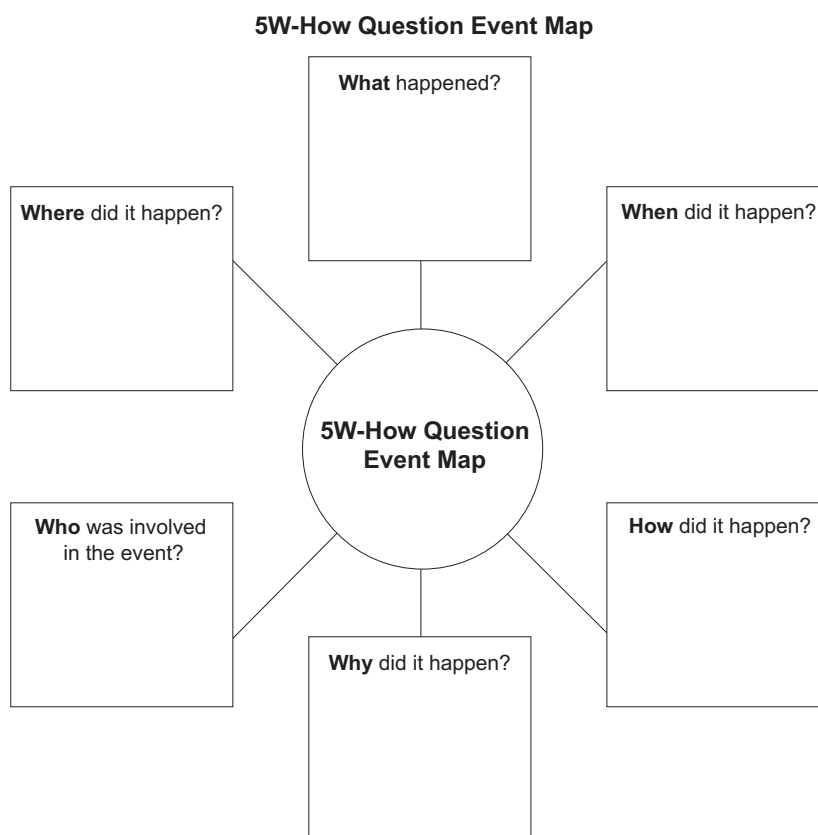 5W-How Question Event Map
What happened?
Where did it happen?
When did it happen?
5W-How Question
Event Map
Who was involved
in the event?
How did it happen?
Why did it happen?